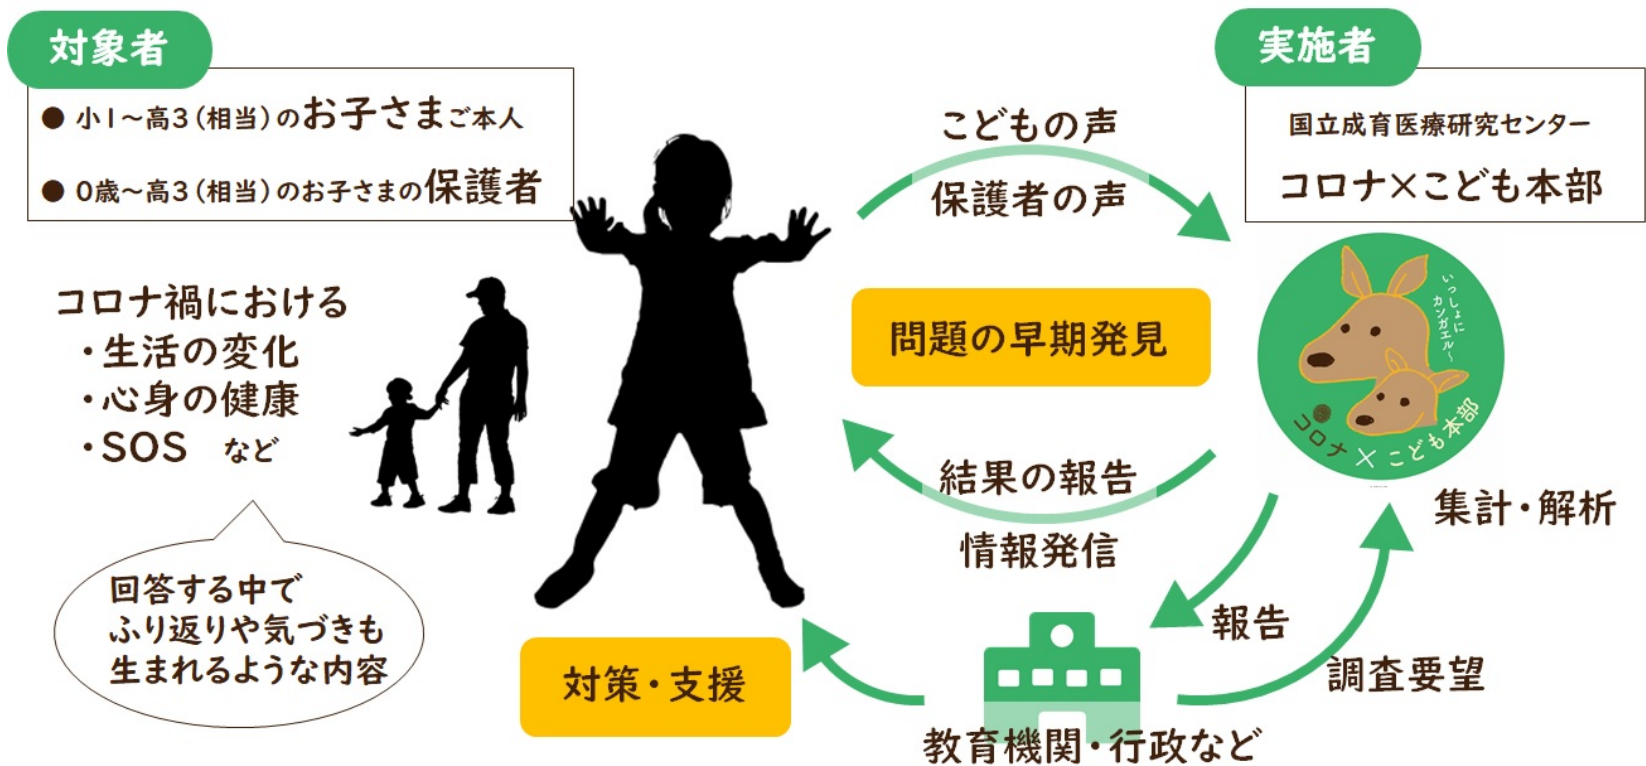 対象者
● 小1～高3（相当）のお子さまご本人
● 0歳～高3（相当）のお子さまの保護者
コロナ禍における
・生活の変化
・心身の健康
・SOS など
回答する中で
ふり返りや気づきも
生まれるような内容
こどもの声
保護者の声
問題の早期発見
結果の報告
情報発信
対策・支援
実施者
国立成育医療研究センター
コロナ×こども本部
いっしょに
カンガエル～
コロナ×こども本部
集計・解析
報告
調査要望
教育機関・行政など